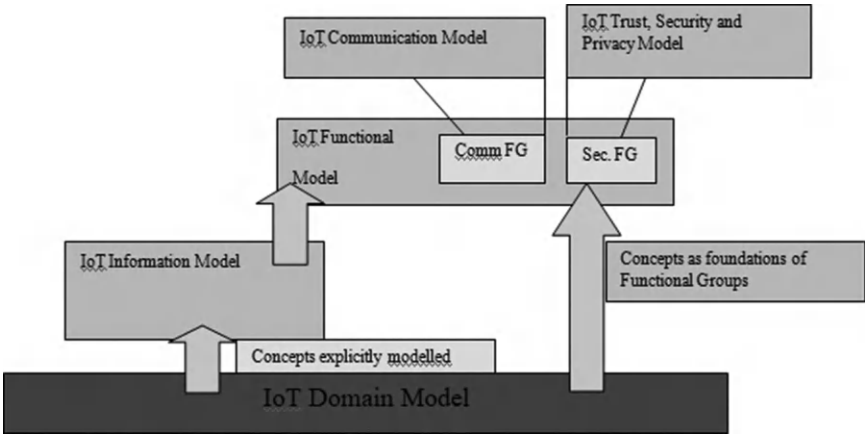 IoT Communication Model
IoT Trust, Security and
Privacy Model
IoT Functional
Model
Comm FG
Sec. FG
IoT Information Model
Concepts as foundations of
Functional Groups
Concepts explicitly modelled
IoT Domain Model